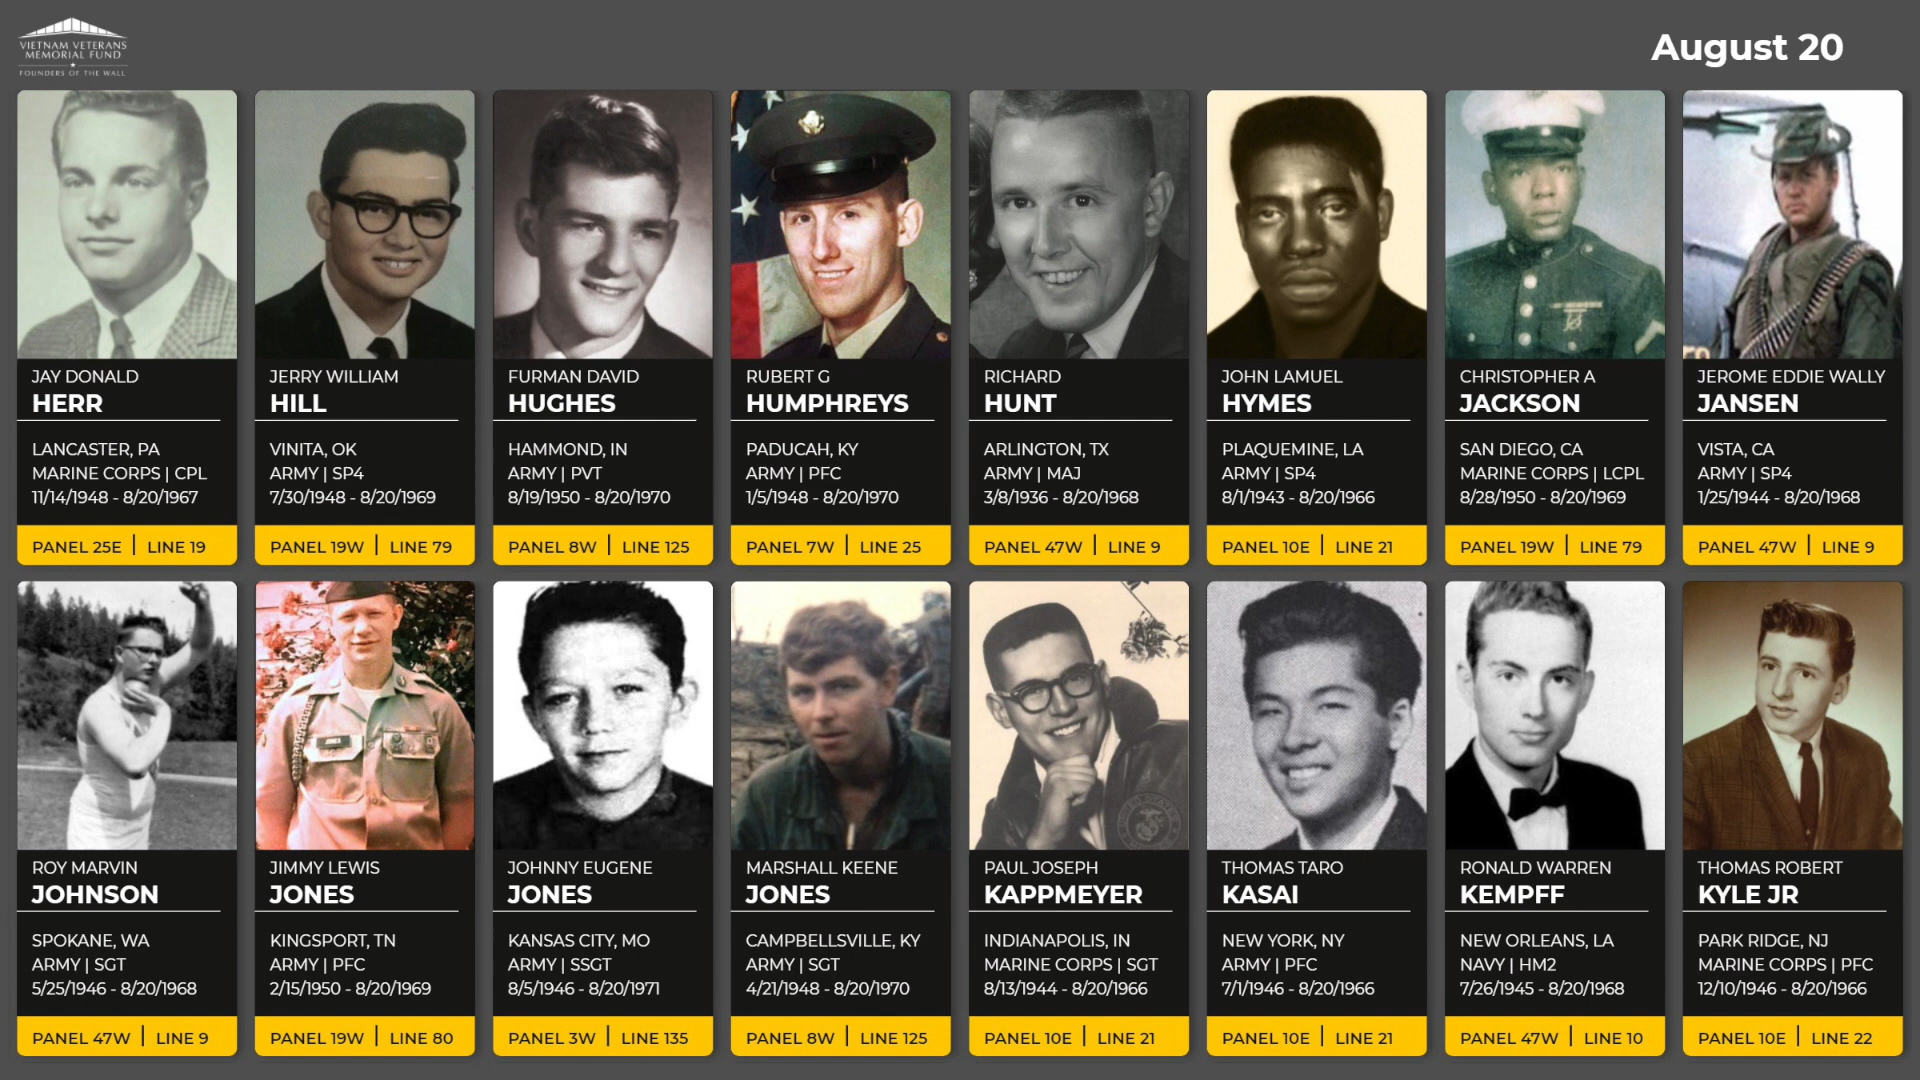 VIETNAM VETERANS
MEMORIAL FUND
FOUNDERS OF THE WALL
August 20
JAY DONALD
HERR
LANCASTER, PA
MARINE CORPS | CPL
11/14/1948 - 8/20/1967
PANEL 25E | LINE 19
JERRY WILLIAM
HILL
VINITA, OK
ARMY | SP4
7/30/1948 - 8/20/1969
PANEL 19W | LINE 79
FURMAN DAVID
HUGHES
HAMMOND, IN
ARMY | PVT
8/19/1950 - 8/20/1970
PANEL 8W | LINE 125
RUBERT G
HUMPHREYS
PADUCAH, KY
ARMY | PFC
1/5/1948 - 8/20/1970
PANEL 7W | LINE 25
RICHARD
HUNT
ARLINGTON, TX
ARMY | MAJ
3/8/1936 - 8/20/1968
PANEL 47W | LINE 9
JOHN LAMUEL
HYMES
PLAQUEMINE, LA
ARMY | SP4
8/1/1943 - 8/20/1966
PANEL 10E | LINE 21
CHRISTOPHER A
JACKSON
SAN DIEGO, CA
MARINE CORPS | LCPL
8/28/1950 - 8/20/1969
PANEL 19W | LINE 79
JEROME EDDIE WALLY
JANSEN
VISTA, CA
ARMY | SP4
1/25/1944 - 8/20/1968
PANEL 47W | LINE 9
ROY MARVIN
JOHNSON
SPOKANE, WA
ARMY | SGT
5/25/1946 - 8/20/1968
PANEL 47W | LINE 9
JIMMY LEWIS
JONES
KINGSPORT, TN
ARMY | PFC
2/15/1950 - 8/20/1969
PANEL 19W | LINE 80
JOHNNY EUGENE
JONES
KANSAS CITY, MO
ARMY | SSGT
8/5/1946 - 8/20/1971
PANEL 3W | LINE 135
MARSHALL KEENE
JONES
CAMPBELLSVILLE, KY
ARMY | SGT
4/21/1948 - 8/20/1970
PANEL 8W | LINE 125
PAUL JOSEPH
KAPPMEYER
INDIANAPOLIS, IN
MARINE CORPS | SGT
8/13/1944 - 8/20/1966
PANEL 10E | LINE 21
THOMAS TARO
KASAI
NEW YORK, NY
ARMY | PFC
7/1/1946 - 8/20/1966
PANEL 10E | LINE 21
RONALD WARREN
KEMPFF
NEW ORLEANS, LA
NAVY | HM2
7/26/1945 - 8/20/1968
PANEL 47W | LINE 10
THOMAS ROBERT
KYLE JR
PARK RIDGE, NJ
MARINE CORPS | PFC
12/10/1946 - 8/20/1966
PANEL 10E | LINE 22